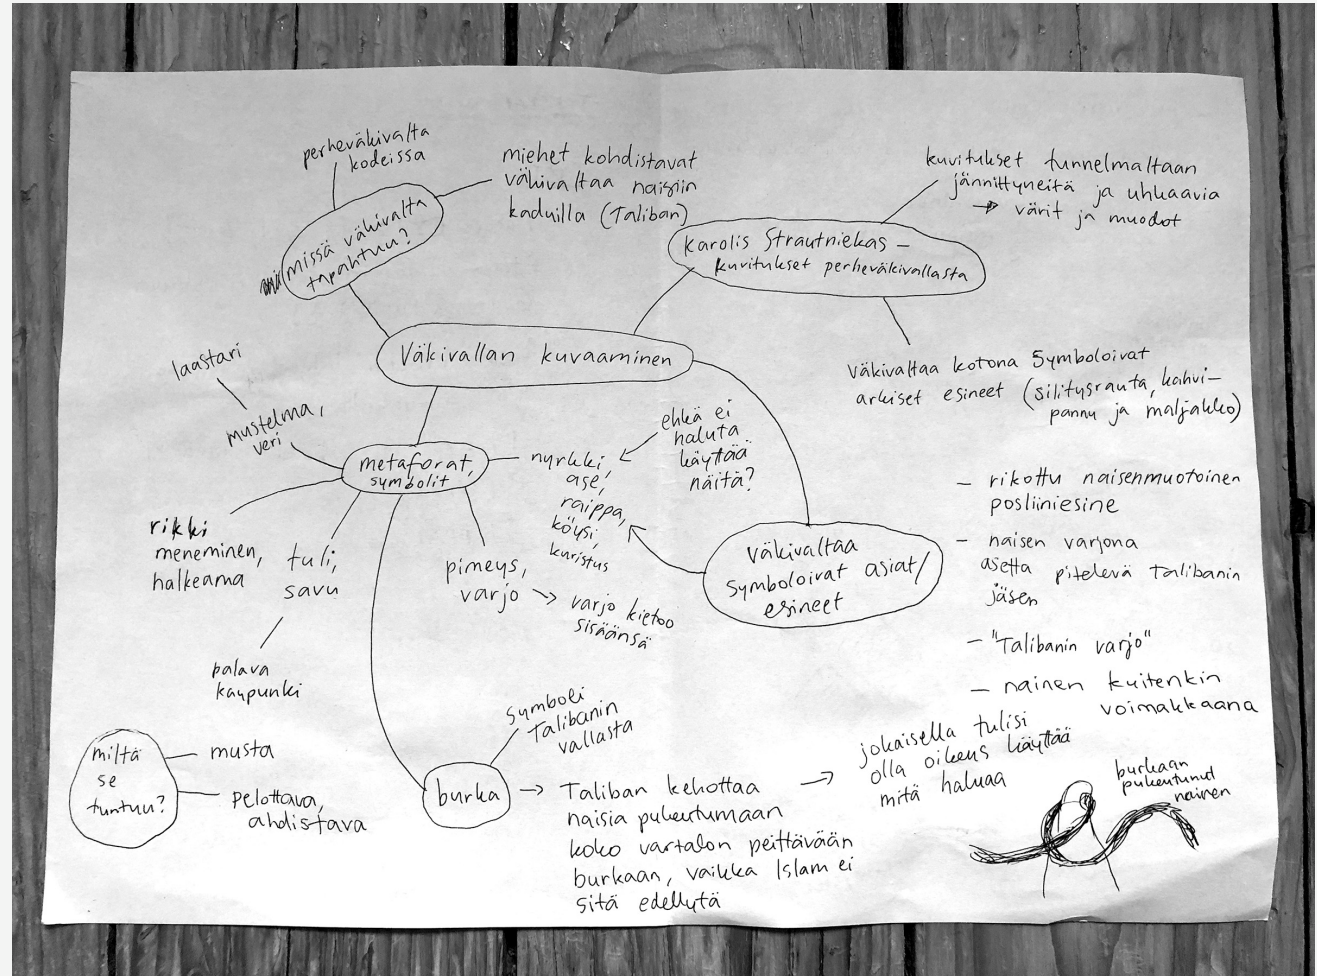 perheväkivalta
kodeissa
miehet kohdistavat
väkivaltaa naisiin
kaduilla (Taliban)
missä väkivalta
tapahtuu?
Karolis Strautniekas –
kuvitukset perheväkivallasta
kuvitukset tunnelmaltaan
jännittyneitä ja uhkaavia
→ värit ja muodot
Väkivallan kuvaaminen
väkivaltaa kotona symboloivat
arkiset esineet (silitysrauta, kahvi–
pannu ja maljakko)
laastari
mustelma,
veri
metaforat,
symbolit
nyrkki,
ase,
raippa,
köysi,
kuristus
ehkä ei
haluta
käyttää
näitä?
väkivaltaa
symboloivat asiat/
esineet
rikki
meneminen,
halkeama
tuli,
savu
palava
kaupunki
pimeys,
varjo
→ varjo kietoo
sisäänsä
– rikottu naisenmuotoinen
posliiniesine
– naisen varjona
asetta pitelevä Talibanin
jäsen
– "Talibanin varjo"
– nainen kuitenkin
voimakkaana
miltä
se
tuntuu?
musta
pelottava,
ahdistava
burka
symboli
Talibanin
vallasta
→ Taliban kehottaa
naisia pukeutumaan
koko vartalon peittävään
burkaan, vaikka Islam ei
sitä edellytä
→ jokaisella tulisi
olla oikeus käyttää
mitä haluaa
burkaan
pukeutunut
nainen